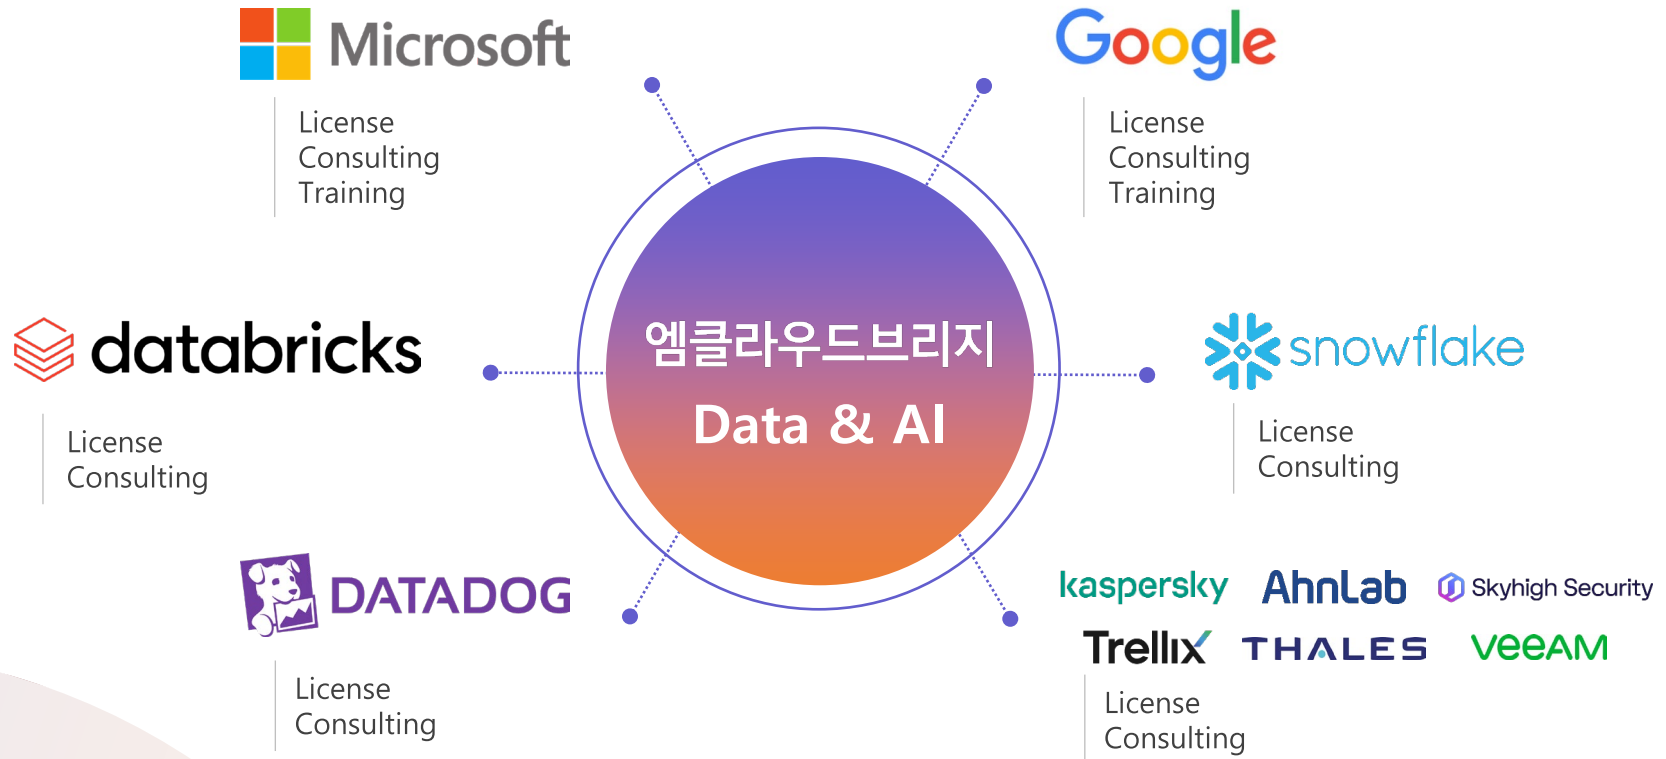 Microsoft
License
Consulting
Training
Google
License
Consulting
Training
databricks
License
Consulting
엠클라우드브리지
Data & AI
snowflake
License
Consulting
DATADOG
License
Consulting
kaspersky AhnLab Skyhigh Security
Trellix THALES veeAM
License
Consulting